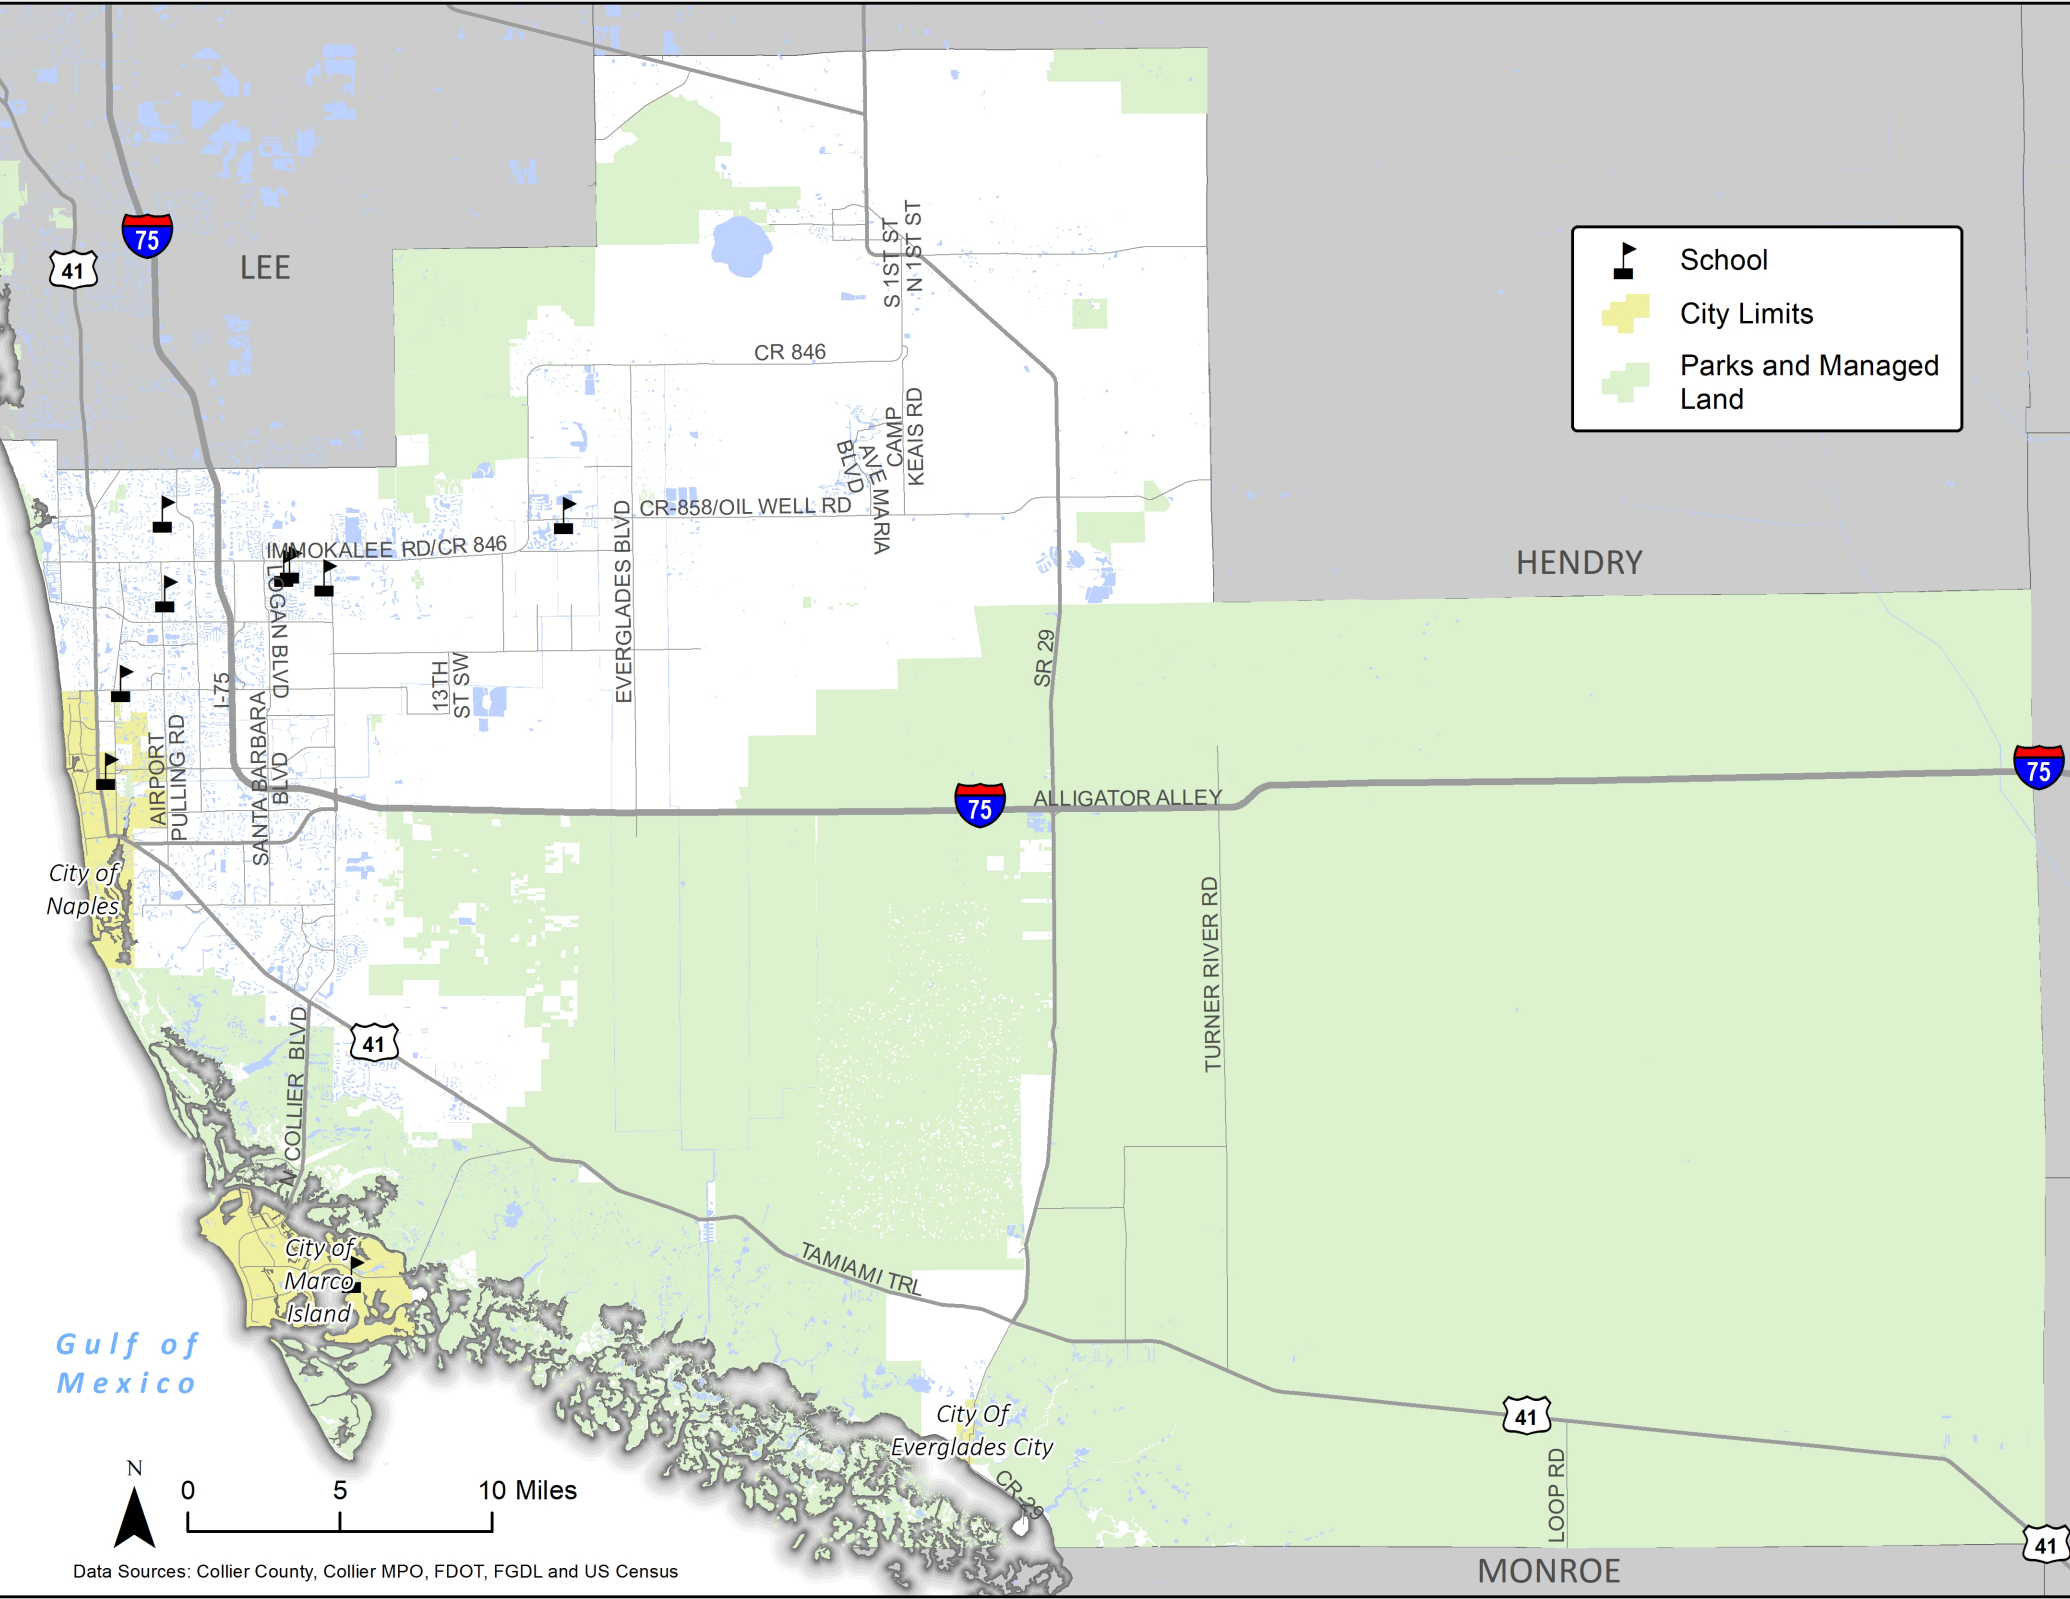 75
41
LEE
School
City Limits
Parks and Managed
Land
S 1ST ST
N 1ST ST
CR 846
CAMP
KEAIS RD
AVE MARIA
BLVD
CR-858/OIL WELL RD
IMMOKALEE RD/CR 846
HENDRY
LOGAN BLVD
EVERGLADES BLVD
SR 29
13TH
ST SW
I-75
AIRPORT
PULLING RD
SANTA BARBARA
BLVD
75
ALLIGATOR ALLEY
75
City of
Naples
TURNER RIVER RD
41
N COLLIER BLVD
City of
Marco
Island
TAMIAMI TRL
Gulf of
Mexico
City Of
Everglades City
41
CR-29
LOOP RD
41
N
0 5 10 Miles
Data Sources: Collier County, Collier MPO, FDOT, FGDL and US Census
MONROE